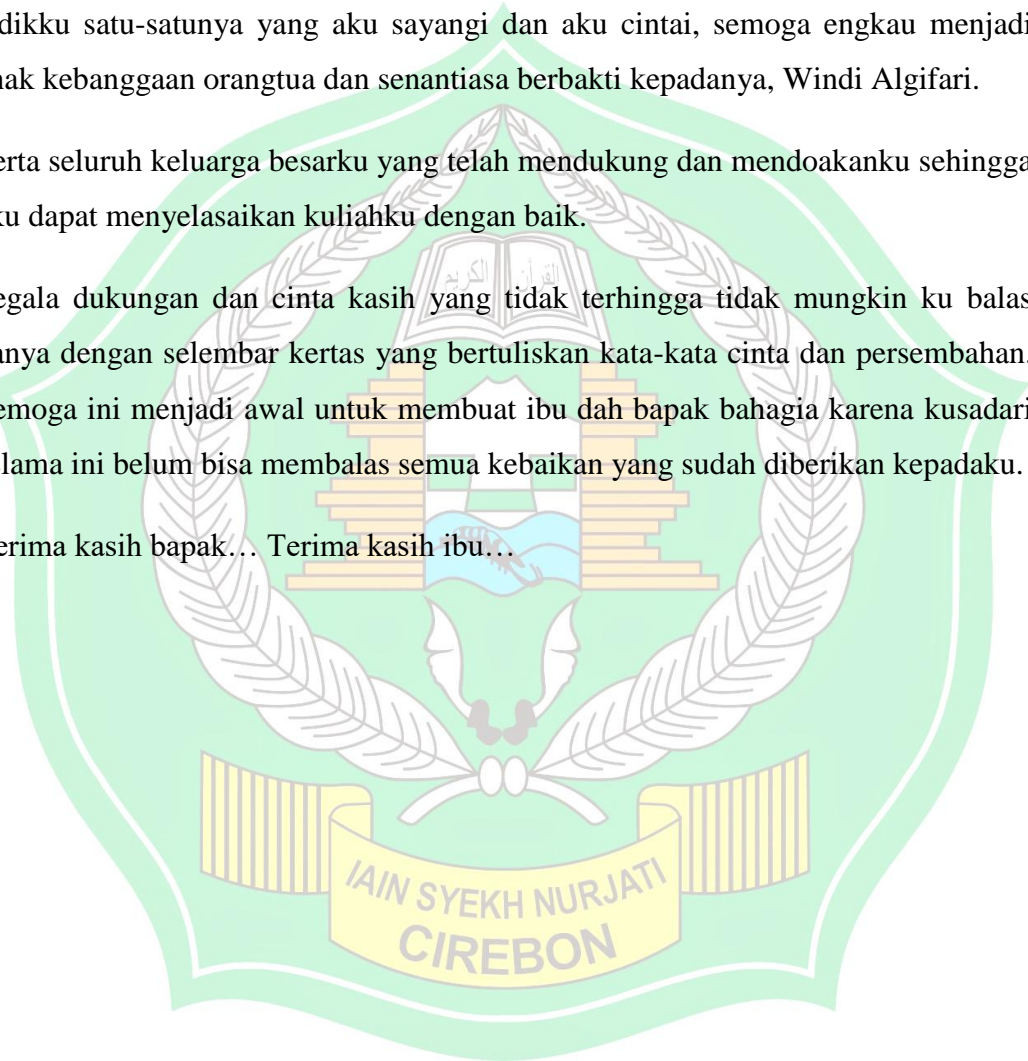 dikku satu-satunya yang aku sayangi dan aku cintai, semoga engkau menjadi
nak kebanggaan orangtua dan senantiasa berbakti kepadanya, Windi Algifari.
erta seluruh keluarga besarku yang telah mendukung dan mendoakanku sehingga
ku dapat menyelasaikan kuliahku dengan baik.
egala dukungan dan cinta kasih yang tidak terhingga tidak mungkin ku balas
anya dengan selembar kertas yang bertuliskan kata-kata cinta dan persembahan.
emoga ini menjadi awal untuk membuat ibu dah bapak bahagia karena kusadari
lama ini belum bisa membalas semua kebaikan yang sudah diberikan kepadaku.
erima kasih bapak… Terima kasih ibu…
القرآن الكريم
IAIN SYEKH NURJATI
CIREBON